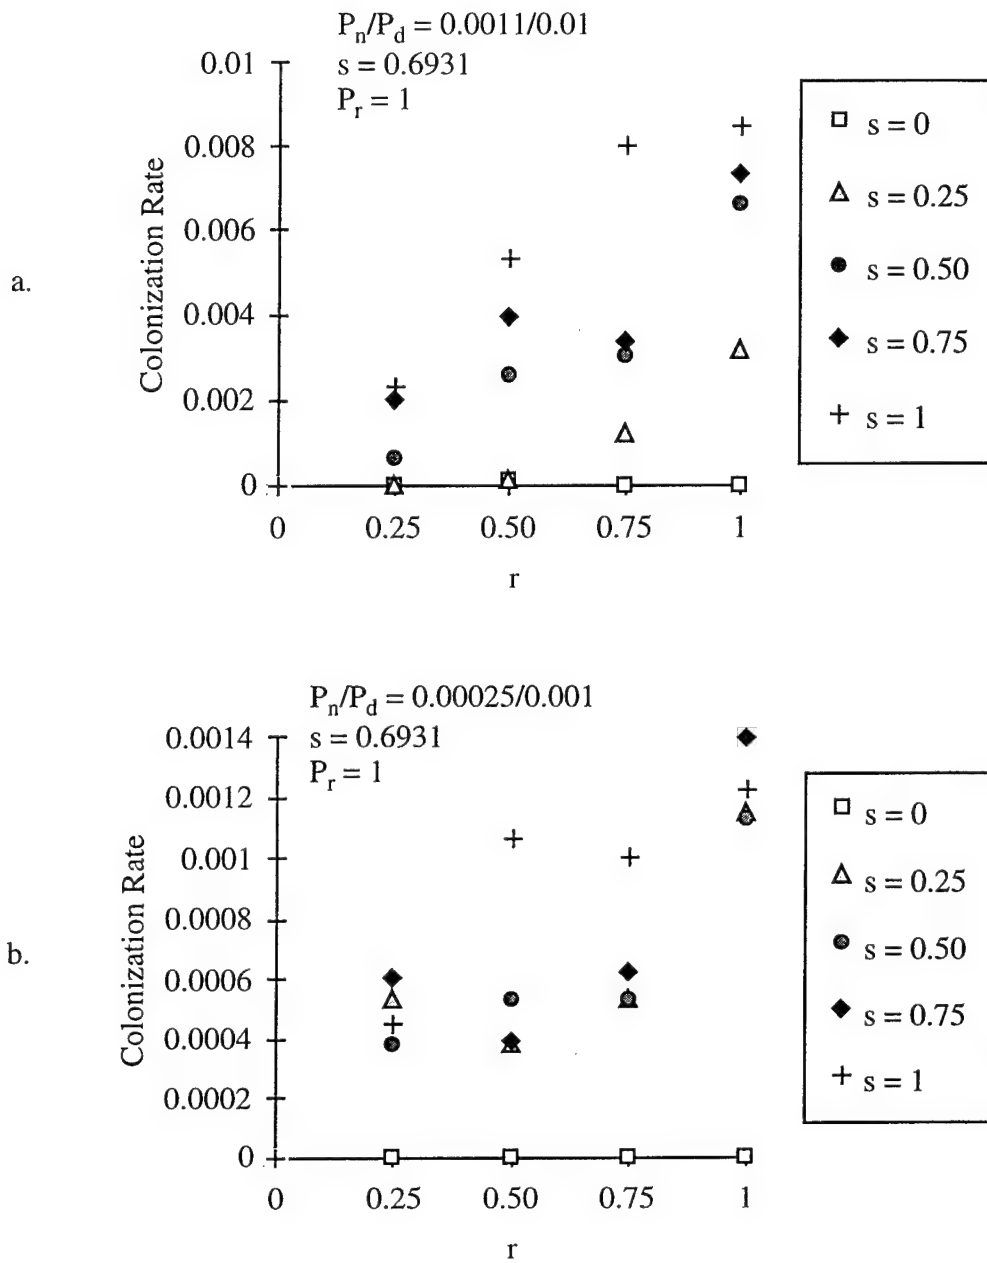 a.
P_n/P_d = 0.0011/0.01
s = 0.6931
P_r = 1
Colonization Rate
0.01
0.008
0.006
0.004
0.002
0
0 0.25 0.50 0.75 1
r
s = 0
s = 0.25
s = 0.50
s = 0.75
s = 1
b.
P_n/P_d = 0.00025/0.001
s = 0.6931
P_r = 1
Colonization Rate
0.0014
0.0012
0.001
0.0008
0.0006
0.0004
0.0002
0
0 0.25 0.50 0.75 1
r
s = 0
s = 0.25
s = 0.50
s = 0.75
s = 1